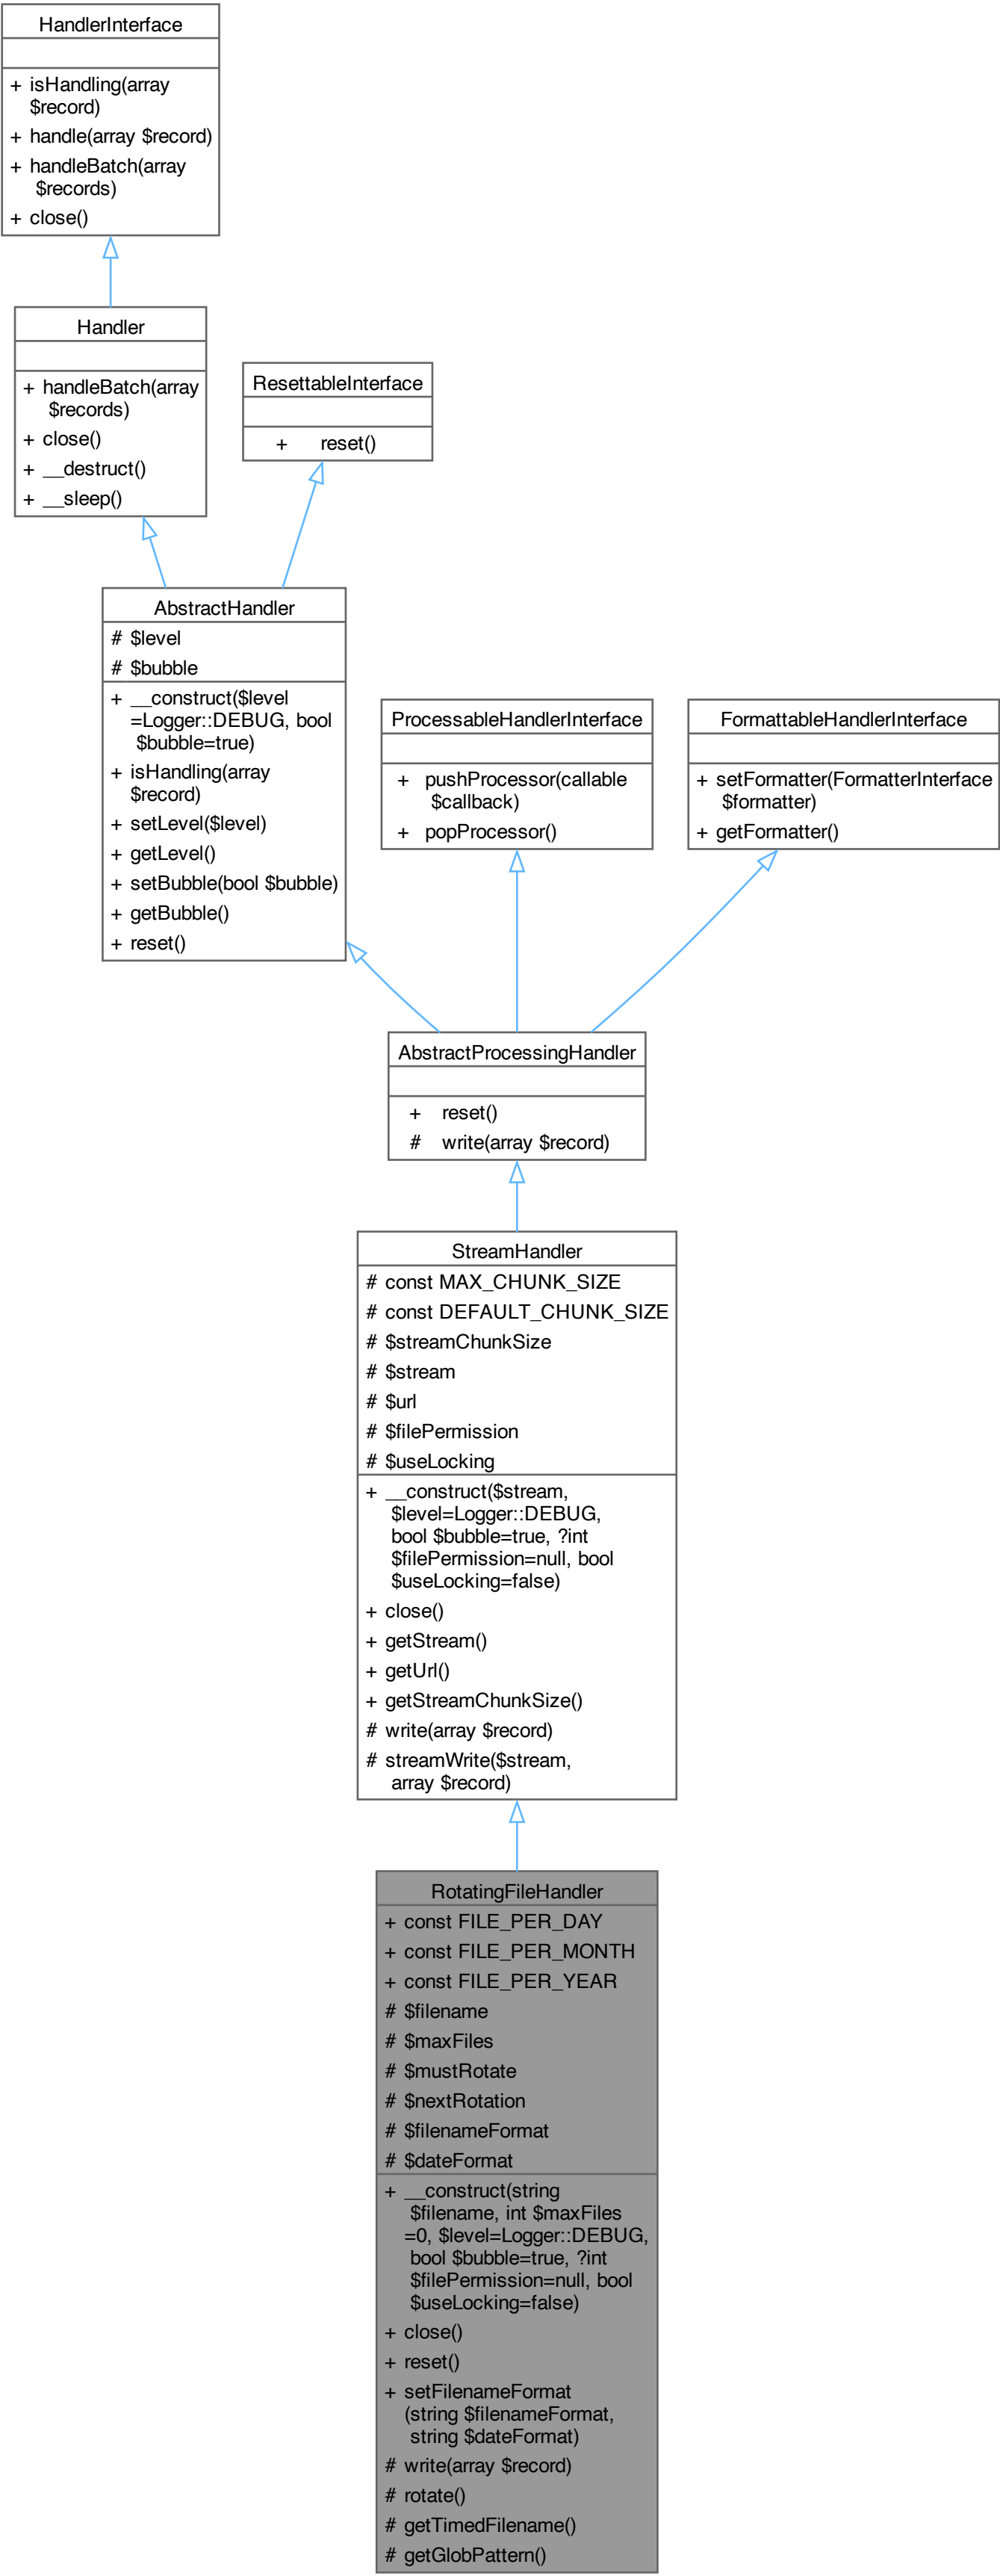 HandlerInterface
+ isHandling(array
$record)
+ handle(array $record)
+ handleBatch(array
$records)
+ close()
Handler
+ handleBatch(array
$records)
+ close()
+ __destruct()
+ __sleep()
ResettableInterface
+ reset()
AbstractHandler
# $level
# $bubble
+ __construct($level
=Logger::DEBUG, bool
$bubble=true)
+ isHandling(array
$record)
+ setLevel($level)
+ getLevel()
+ setBubble(bool $bubble)
+ getBubble()
+ reset()
ProcessableHandlerInterface
+ pushProcessor(callable
$callback)
+ popProcessor()
FormattableHandlerInterface
+ setFormatter(FormatterInterface
$formatter)
+ getFormatter()
AbstractProcessingHandler
+ reset()
# write(array $record)
StreamHandler
# const MAX_CHUNK_SIZE
# const DEFAULT_CHUNK_SIZE
# $streamChunkSize
# $stream
# $url
# $filePermission
# $useLocking
+ __construct($stream,
$level=Logger::DEBUG,
bool $bubble=true, ?int
$filePermission=null, bool
$useLocking=false)
+ close()
+ getStream()
+ getUrl()
+ getStreamChunkSize()
# write(array $record)
# streamWrite($stream,
array $record)
RotatingFileHandler
+ const FILE_PER_DAY
+ const FILE_PER_MONTH
+ const FILE_PER_YEAR
# $filename
# $maxFiles
# $mustRotate
# $nextRotation
# $filenameFormat
# $dateFormat
+ __construct(string
$filename, int $maxFiles
=0, $level=Logger::DEBUG,
bool $bubble=true, ?int
$filePermission=null, bool
$useLocking=false)
+ close()
+ reset()
+ setFilenameFormat
(string $filenameFormat,
string $dateFormat)
# write(array $record)
# rotate()
# getTimedFilename()
# getGlobPattern()